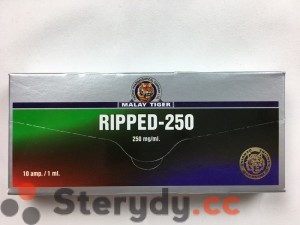 MALAY TIGER
RIPPED-250
250 mg/ml.
10 amp. / 1 ml.
Sterydy.cc